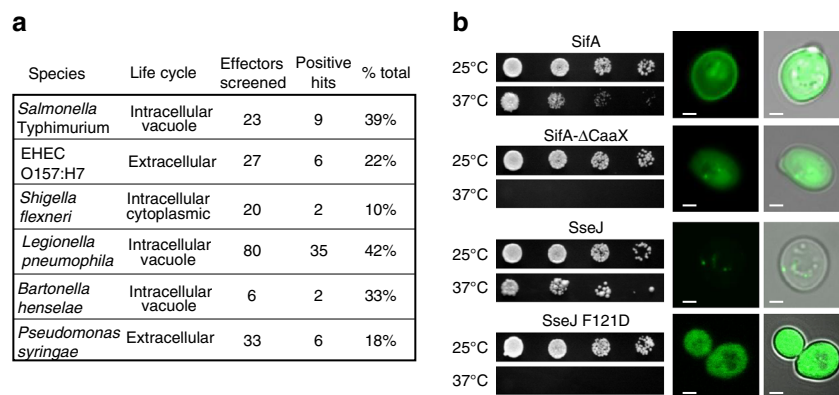 a
Species Life cycle Effectors screened Positive hits % total
Salmonella Typhimurium Intracellular vacuole 23 9 39%
EHEC O157:H7 Extracellular 27 6 22%
Shigella flexneri Intracellular cytoplasmic 20 2 10%
Legionella pneumophila Intracellular vacuole 80 35 42%
Bartonella henselae Intracellular vacuole 6 2 33%
Pseudomonas syringae Extracellular 33 6 18%
b
SifA
25°C
37°C
SifA-ΔCaaX
25°C
37°C
SseJ
25°C
37°C
SseJ F121D
25°C
37°C